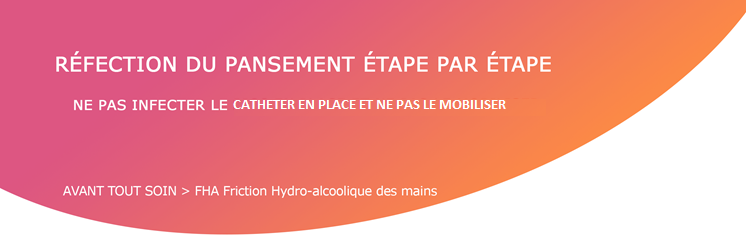 RÉFECTION DU PANSEMENT ÉTAPE PAR ÉTAPE
NE PAS INFECTER LE CATHETER EN PLACE ET NE PAS LE MOBILISER
AVANT TOUT SOIN > FHA Friction Hydro-alcoolique des mains